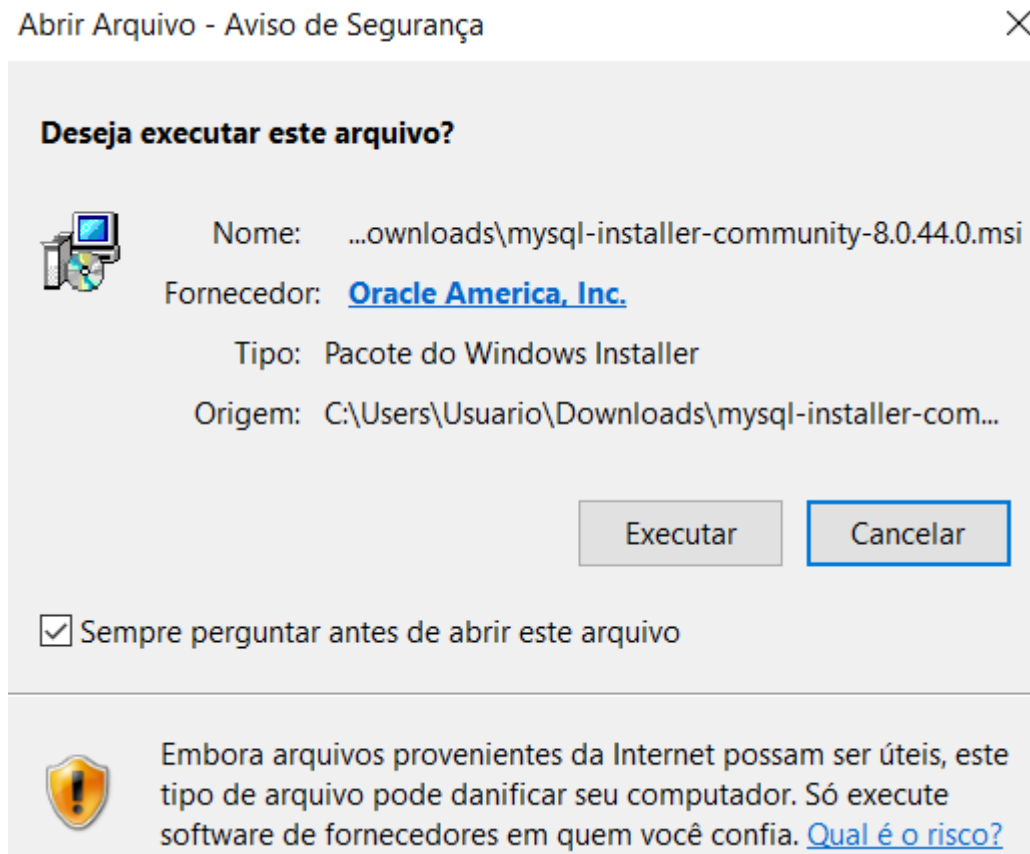 Abrir Arquivo - Aviso de Segurança
Deseja executar este arquivo?
Nome: ...ownloads\mysql-installer-community-8.0.44.0.msi
Fornecedor: Oracle America, Inc.
Tipo: Pacote do Windows Installer
Origem: C:\Users\Usuario\Downloads\mysql-installer-com...
Executar Cancelar
Sempre perguntar antes de abrir este arquivo
Embora arquivos provenientes da Internet possam ser úteis, este
tipo de arquivo pode danificar seu computador. Só execute
software de fornecedores em quem você confia. Qual é o risco?